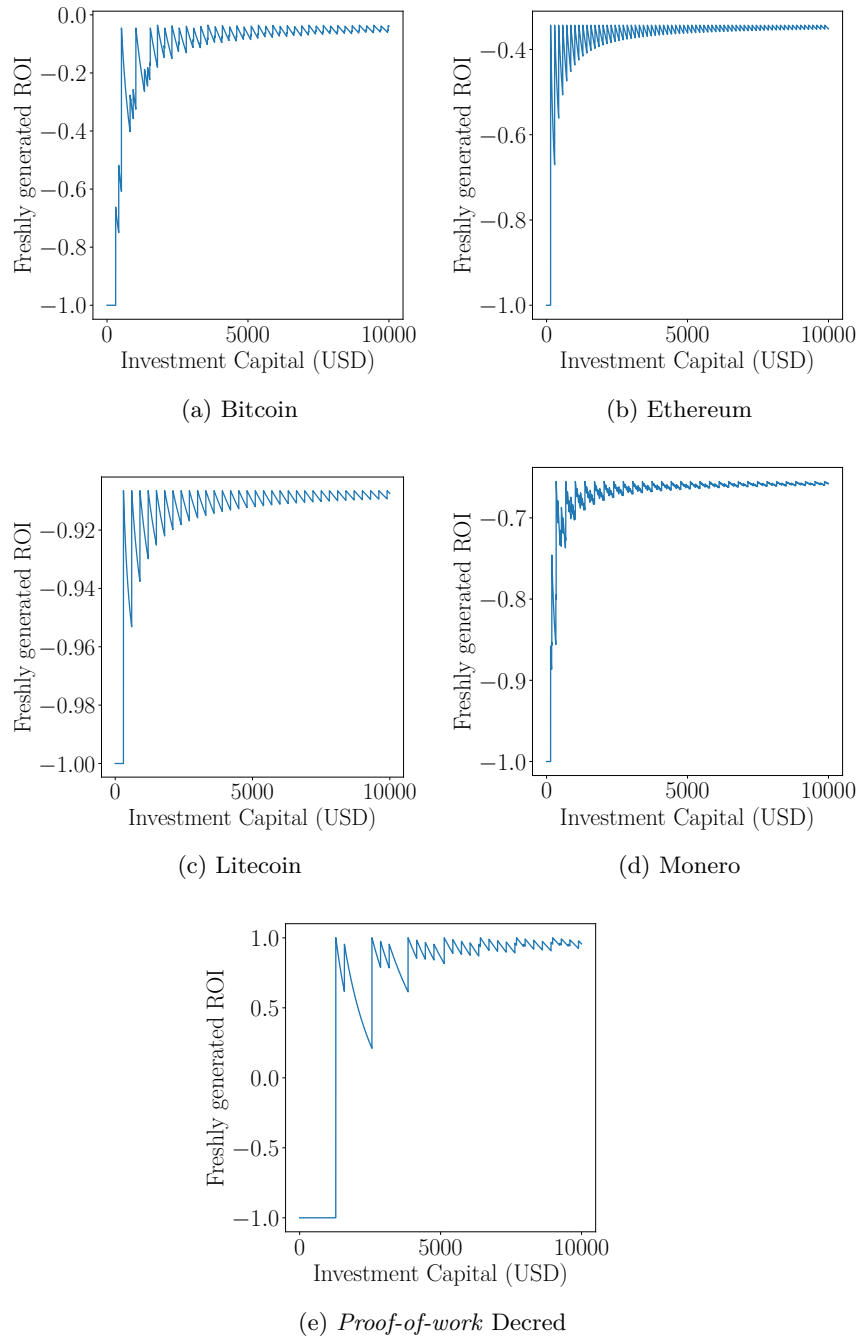 0.0
−0.2
−0.4
−0.6
−0.8
−1.0
Freshly generated ROI
0 5000 10000
Investment Capital (USD)
(a) Bitcoin
−0.4
−0.6
−0.8
−1.0
Freshly generated ROI
0 5000 10000
Investment Capital (USD)
(b) Ethereum
−0.92
−0.94
−0.96
−0.98
−1.00
Freshly generated ROI
0 5000 10000
Investment Capital (USD)
(c) Litecoin
−0.7
−0.8
−0.9
−1.0
Freshly generated ROI
0 5000 10000
Investment Capital (USD)
(d) Monero
1.0
0.5
0.0
−0.5
−1.0
Freshly generated ROI
0 5000 10000
Investment Capital (USD)
(e) Proof-of-work Decred